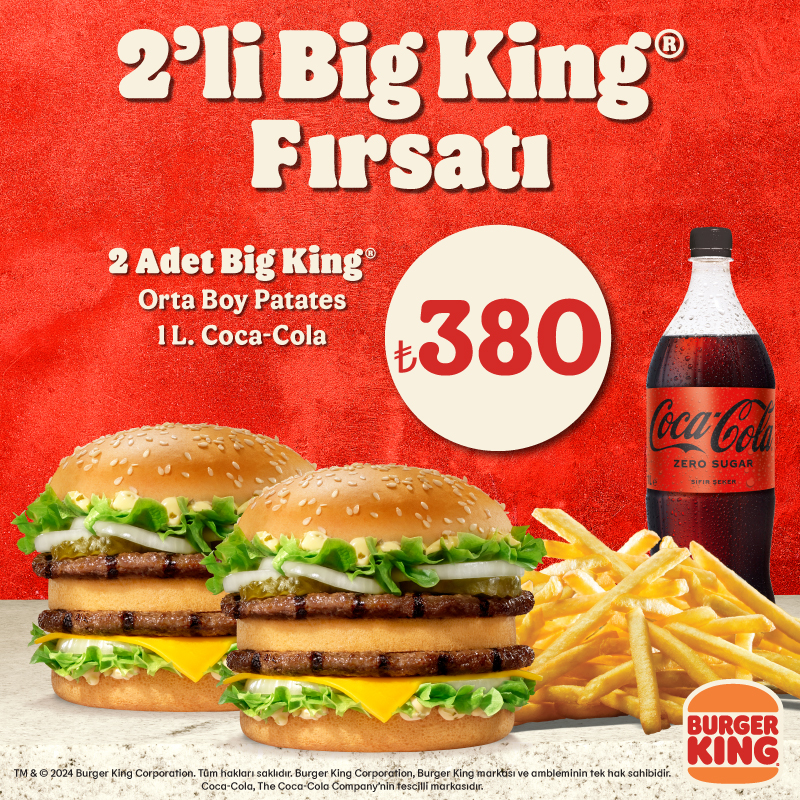 2’li Big King®
Fırsatı
2 Adet Big King®
Orta Boy Patates
1 L. Coca-Cola
₺380
Coca-Cola
ZERO SUGAR
SIFIR ŞEKER
BURGER
KING
TM & © 2024 Burger King Corporation. Tüm hakları saklıdır. Burger King Corporation, Burger King markası ve ambleminin tek hak sahibidir.
Coca-Cola, The Coca-Cola Company’nin tescilli markasıdır.